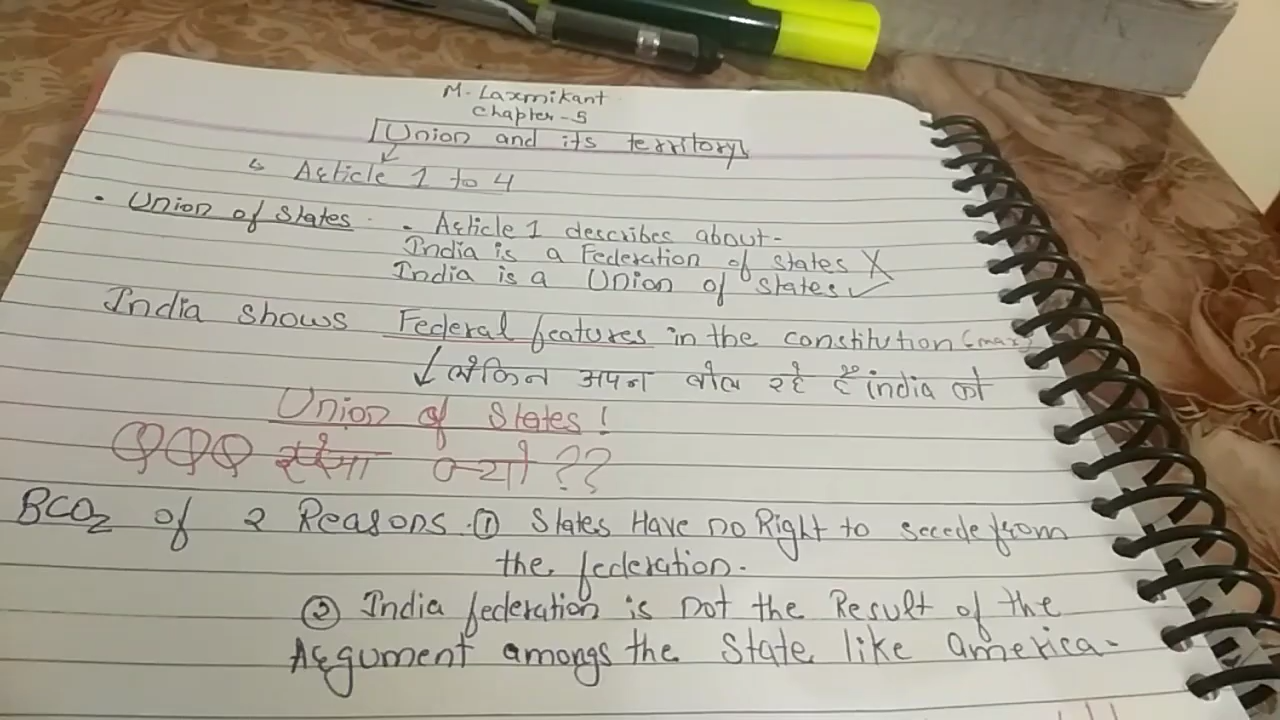 M. Laxmikant
Chapter-5
Union and its territory
Article 1 to 4
• Union of States - • Article 1 describes about-
India is a Federation of states X
India is a Union of states ✓
India shows Federal features in the constitution (max)
लेकिन अपन बोल रहे है India को
Union of States!
ऐसा क्यों ??
BCOZ of 2 Reasons. ① States Have no Right to secede from
the federation.
② India federation is not the Result of the
Argument amongs the State like america-